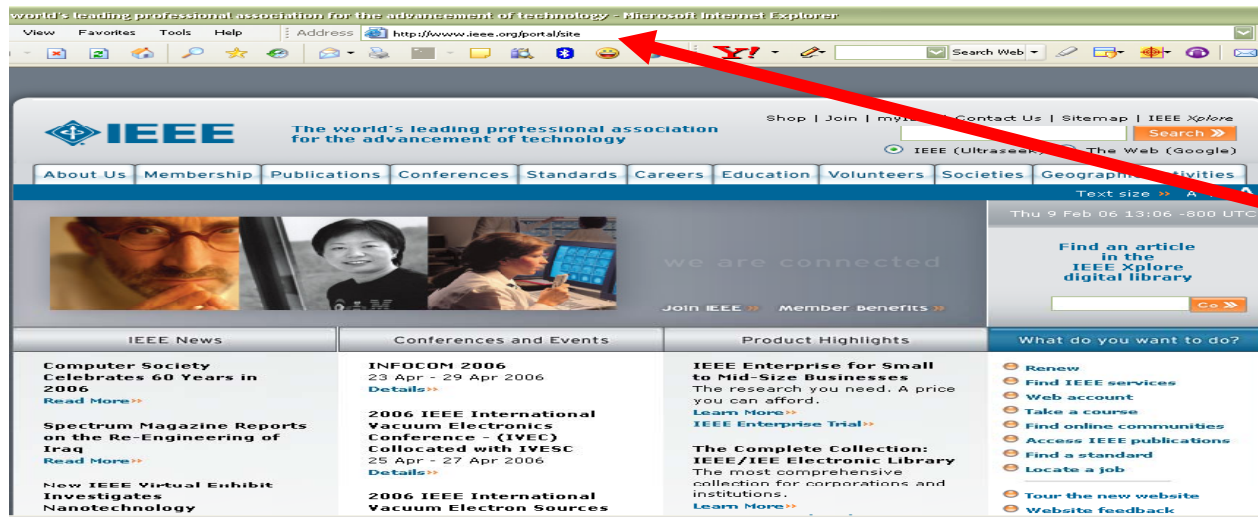 world's leading professional association for the advancement of technology - Microsoft Internet Explorer
View Favorites Tools Help Address http://www.ieee.org/portal/site
Y! Search Web
IEEE
The world's leading professional association
for the advancement of technology
Shop | Join | Contact Us | Sitemap | IEEE Xplore
Search »
IEEE (Ultraseek) The Web (Google)
About Us Membership Publications Conferences Standards Careers Education Volunteers Societies Geographic Activities
Text size » A A
Thu 9 Feb 06 13:06 -800 UTC
we are connected
Join IEEE » Member Benefits »
Find an article
in the
IEEE Xplore
digital library
Go »
IEEE News
Computer Society
Celebrates 60 Years in
2006
Read More»
Spectrum Magazine Reports
on the Re-Engineering of
Iraq
Read More»
New IEEE Virtual Exhibit
Investigates
Nanotechnology
Conferences and Events
INFOCOM 2006
23 Apr - 29 Apr 2006
Details»
2006 IEEE International
Vacuum Electronics
Conference - (IVEC)
Collocated with IVESC
25 Apr - 27 Apr 2006
Details»
2006 IEEE International
Vacuum Electron Sources
Product Highlights
IEEE Enterprise for Small
to Mid-Size Businesses
The research you need. A price
you can afford.
Learn More»
IEEE Enterprise Trial»
The Complete Collection:
IEEE/IEE Electronic Library
The most comprehensive
collection for corporations and
institutions.
Learn More»
What do you want to do?
Renew
Find IEEE services
Web account
Take a course
Find online communities
Access IEEE publications
Find a standard
Locate a job
Tour the new website
Website feedback